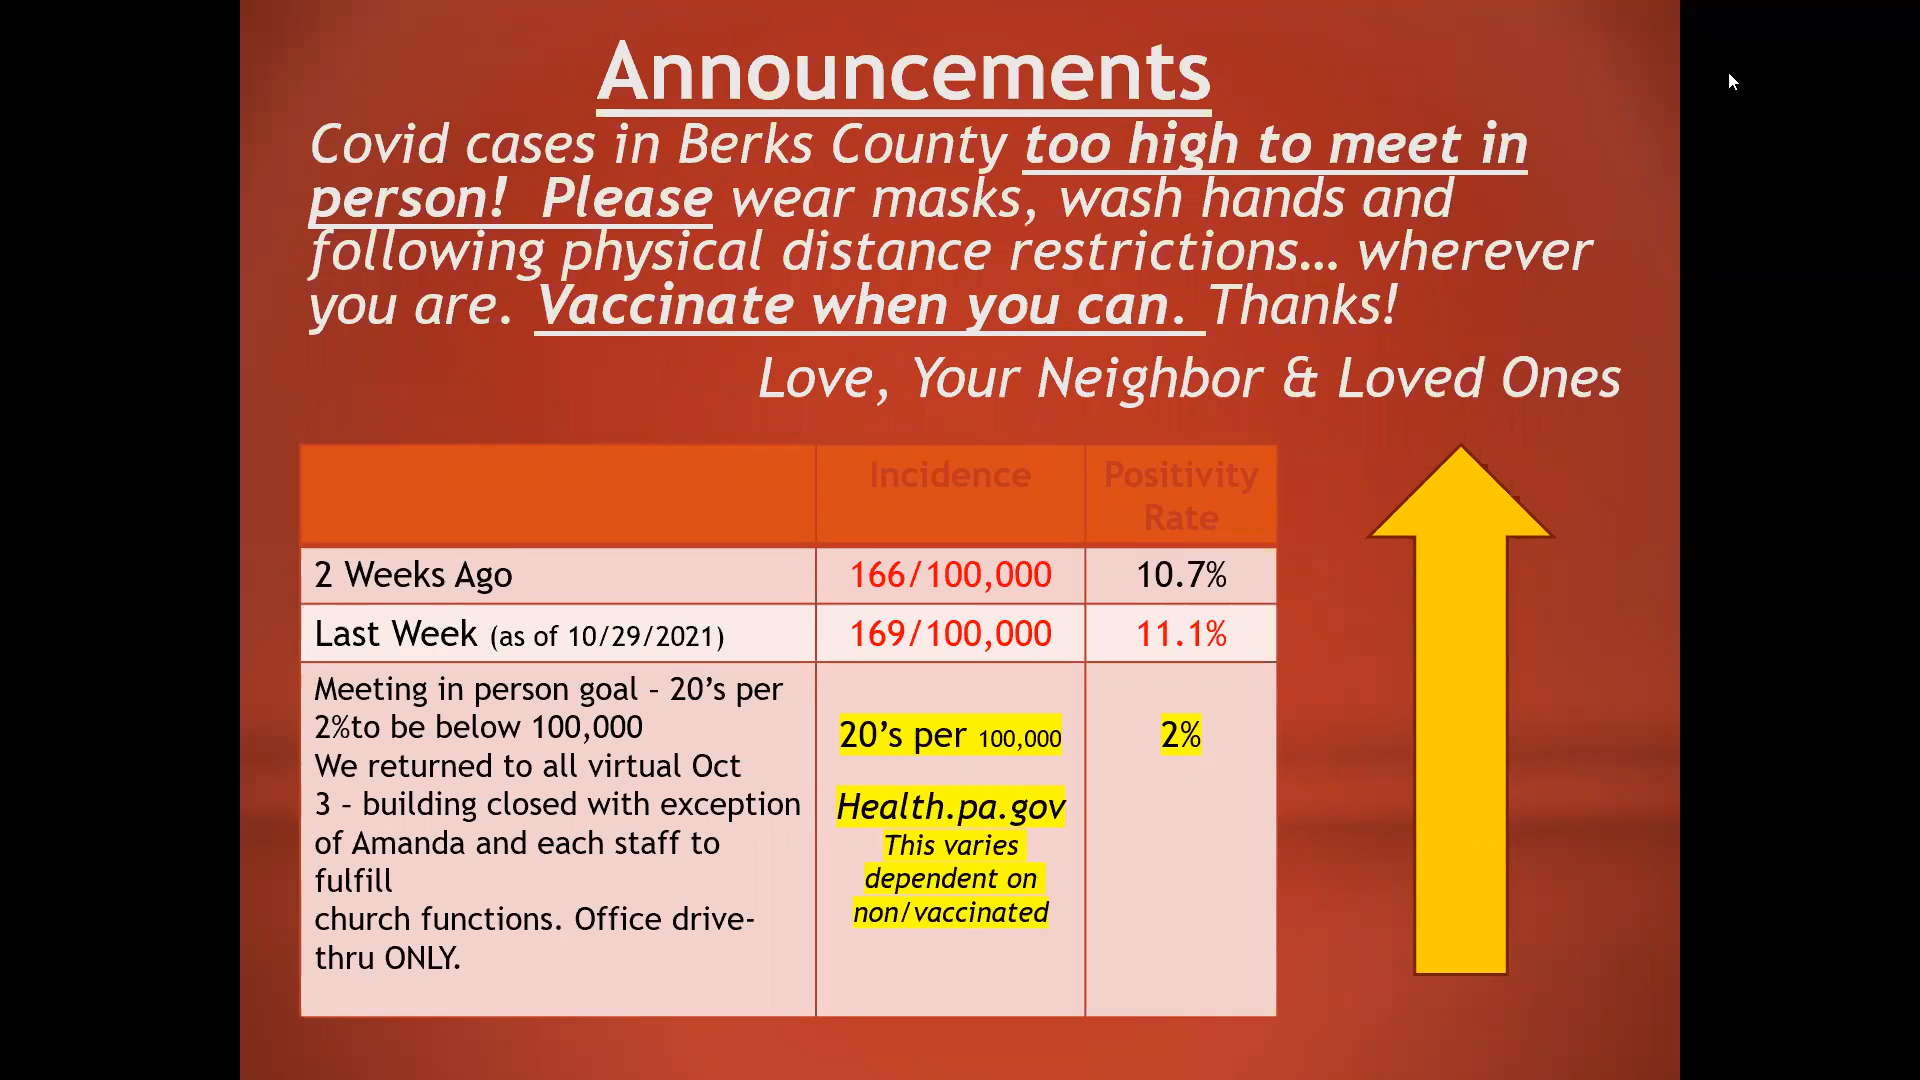 Announcements
Covid cases in Berks County too high to meet in
person!  Please wear masks, wash hands and
following physical distance restrictions… wherever
you are. Vaccinate when you can. Thanks!
Love, Your Neighbor & Loved Ones
Incidence
Positivity
Rate
2 Weeks Ago
166/100,000
10.7%
Last Week (as of 10/29/2021)
169/100,000
11.1%
Meeting in person goal – 20’s per
2%to be below 100,000
We returned to all virtual Oct
3 – building closed with exception
of Amanda and each staff to
fulfill
church functions. Office drive-
thru ONLY.
20’s per 100,000
Health.pa.gov
This varies
dependent on
non/vaccinated
2%